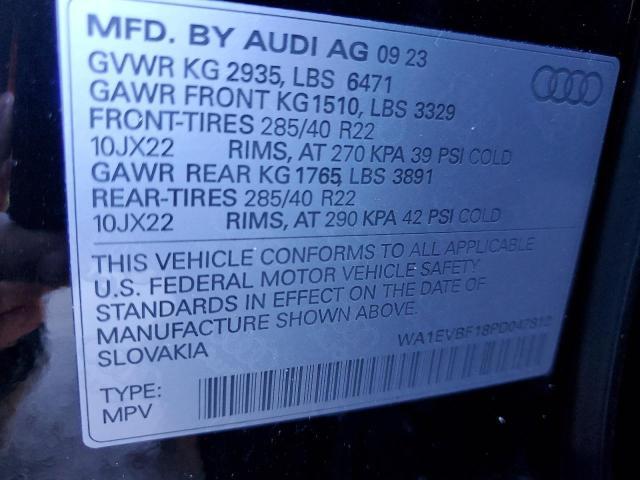 MFD. BY AUDI AG 09 23
GVWR KG 2935, LBS 6471
GAWR FRONT KG1510, LBS 3329
FRONT-TIRES 285/40 R22
10JX22 RIMS, AT 270 KPA 39 PSI COLD
GAWR REAR KG 1765, LBS 3891
REAR-TIRES 285/40 R22
10JX22 RIMS, AT 290 KPA 42 PSI COLD
THIS VEHICLE CONFORMS TO ALL APPLICABLE
U.S. FEDERAL MOTOR VEHICLE SAFETY
STANDARDS IN EFFECT ON THE DATE OF
MANUFACTURE SHOWN ABOVE.
SLOVAKIA WA1EVBF18PD047812
TYPE:
MPV